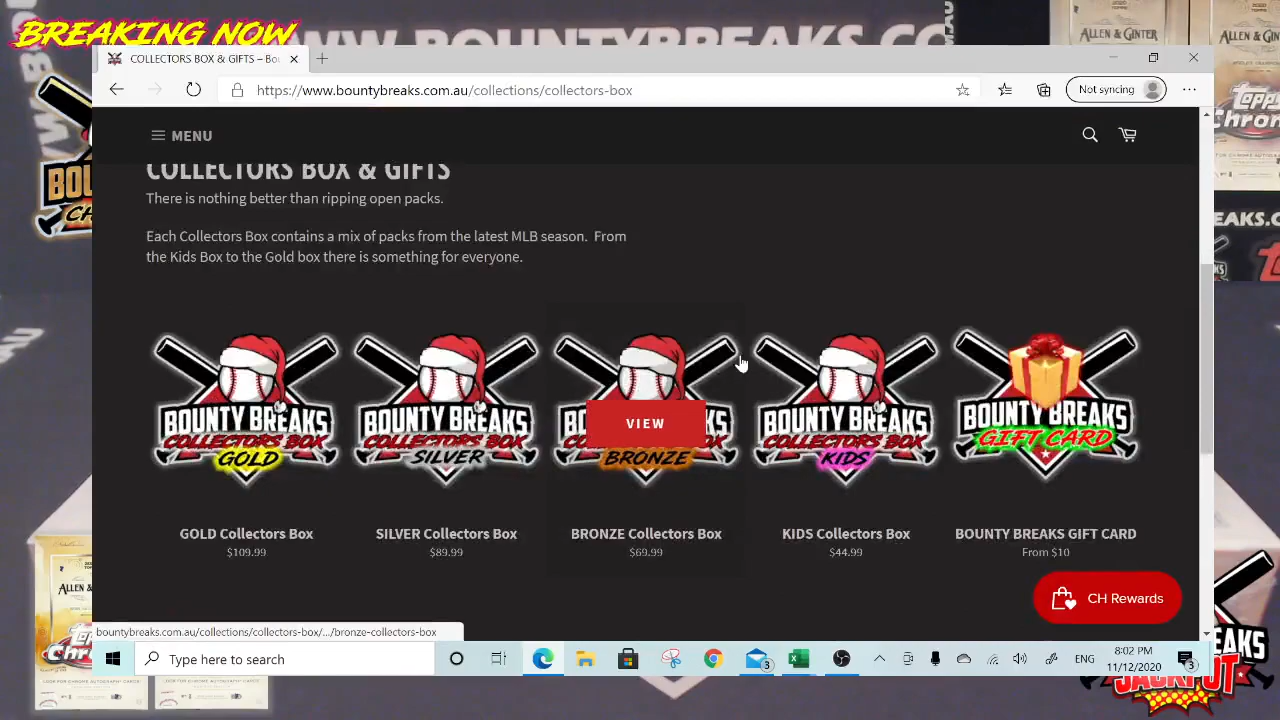 BREAKING NOW
WWW.BOUNTYBREAKS.CO
ALLEN & GINTER
COLLECTORS BOX & GIFTS – Bo
Not syncing
https://www.bountybreaks.com.au/collections/collectors-box
MENU
COLLECTORS BOX & GIFTS
There is nothing better than ripping open packs.
Each Collectors Box contains a mix of packs from the latest MLB season. From
the Kids Box to the Gold box there is something for everyone.
BOUNTY BREAKS
COLLECTORS BOX
GOLD
BOUNTY BREAKS
COLLECTORS BOX
SILVER
VIEW
BRONZE
BOUNTY BREAKS
COLLECTORS BOX
KIDS
BOUNTY BREAKS
GIFT CARD
GOLD Collectors Box
$109.99
SILVER Collectors Box
$89.99
BRONZE Collectors Box
$69.99
KIDS Collectors Box
$44.99
BOUNTY BREAKS GIFT CARD
From $10
CH Rewards
bountybreaks.com.au/collections/collectors-box/.../bronze-collectors-box
Type here to search
3
ENG
8:02 PM
11/12/2020
3
JACKPOT